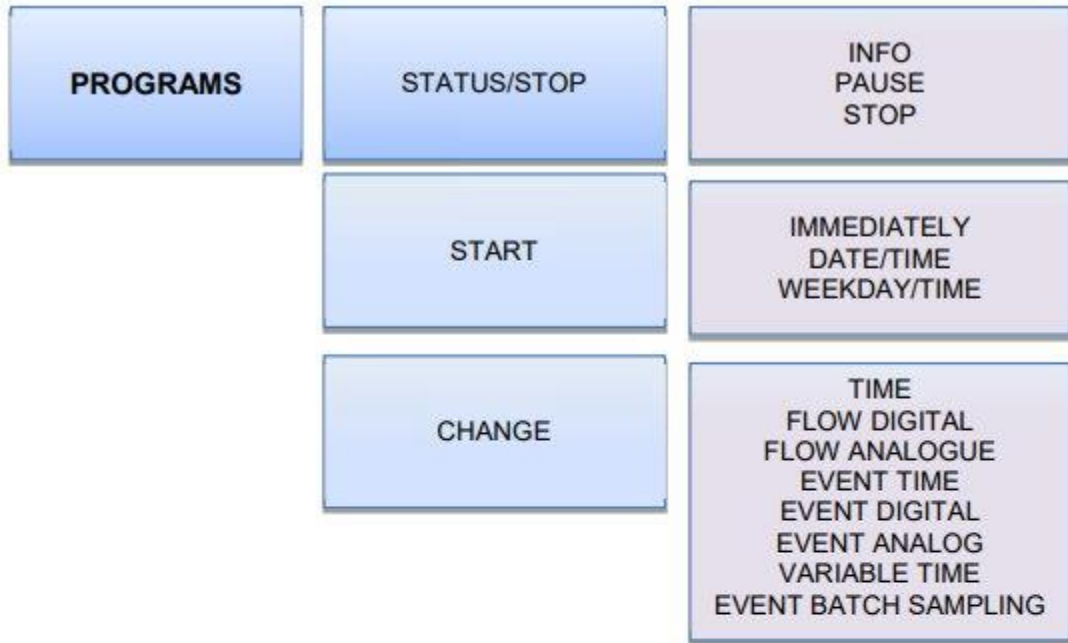 PROGRAMS
STATUS/STOP
INFO
PAUSE
STOP
START
IMMEDIATELY
DATE/TIME
WEEKDAY/TIME
CHANGE
TIME
FLOW DIGITAL
FLOW ANALOGUE
EVENT TIME
EVENT DIGITAL
EVENT ANALOG
VARIABLE TIME
EVENT BATCH SAMPLING